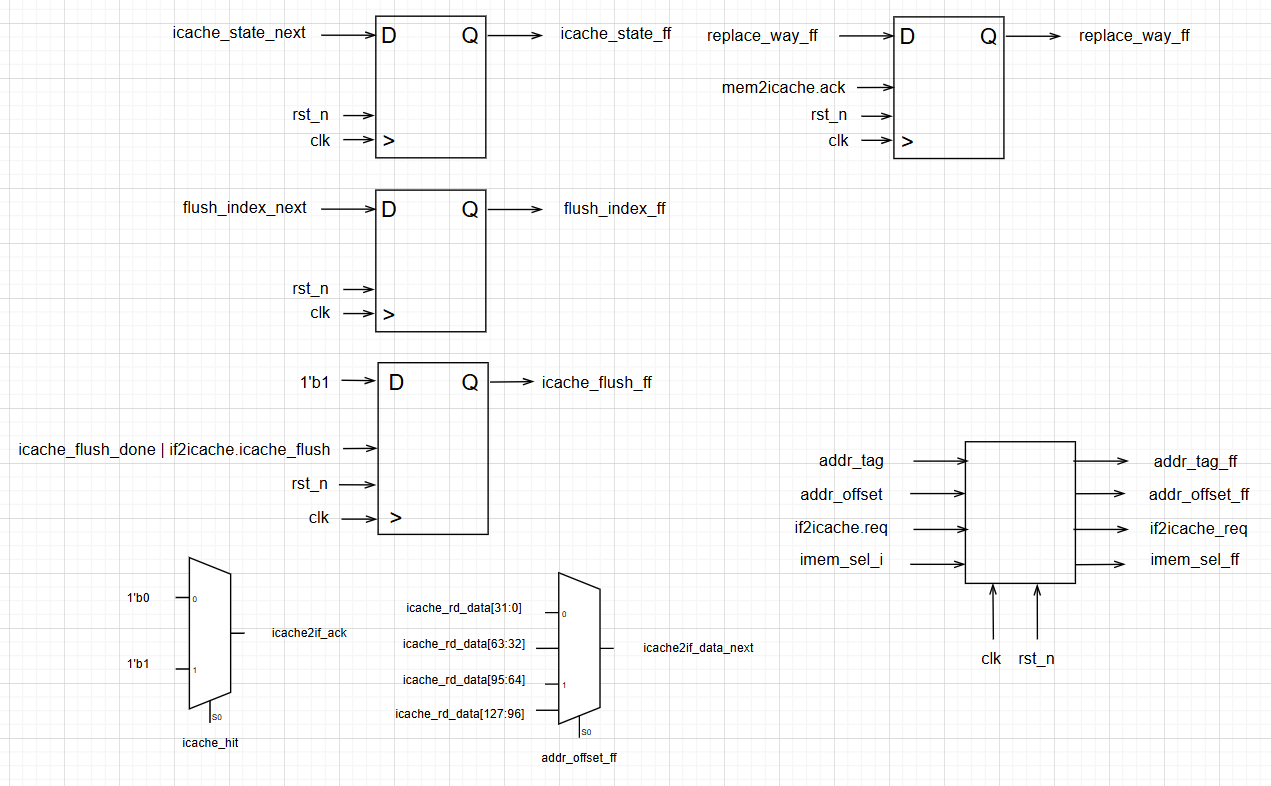 icache_state_next
D
Q
icache_state_ff
rst_n
clk
>
replace_way_ff
D
Q
replace_way_ff
mem2icache.ack
rst_n
clk
>
flush_index_next
D
Q
flush_index_ff
rst_n
clk
>
1'b1
D
Q
icache_flush_ff
icache_flush_done | if2icache.icache_flush
rst_n
clk
>
addr_tag
addr_tag_ff
addr_offset
addr_offset_ff
if2icache.req
if2icache_req
imem_sel_i
imem_sel_ff
clk
rst_n
1'b0
0
icache2if_ack
1'b1
1
S0
icache_hit
icache_rd_data[31:0]
0
icache_rd_data[63:32]
icache2if_data_next
icache_rd_data[95:64]
1
icache_rd_data[127:96]
S0
addr_offset_ff